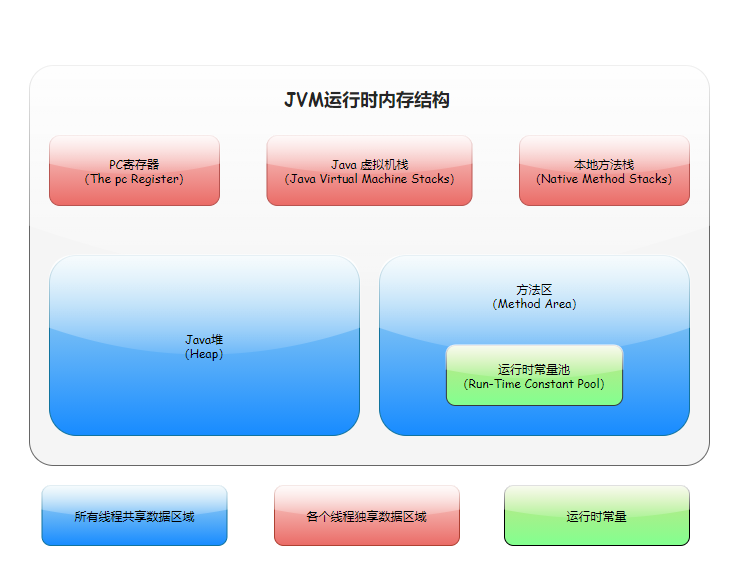 JVM运行时内存结构
PC寄存器
(The pc Register)
Java 虚拟机栈
(Java Virtual Machine Stacks)
本地方法栈
(Native Method Stacks)
Java堆
(Heap)
方法区
(Method Area)
运行时常量池
(Run-Time Constant Pool)
所有线程共享数据区域
各个线程独享数据区域
运行时常量